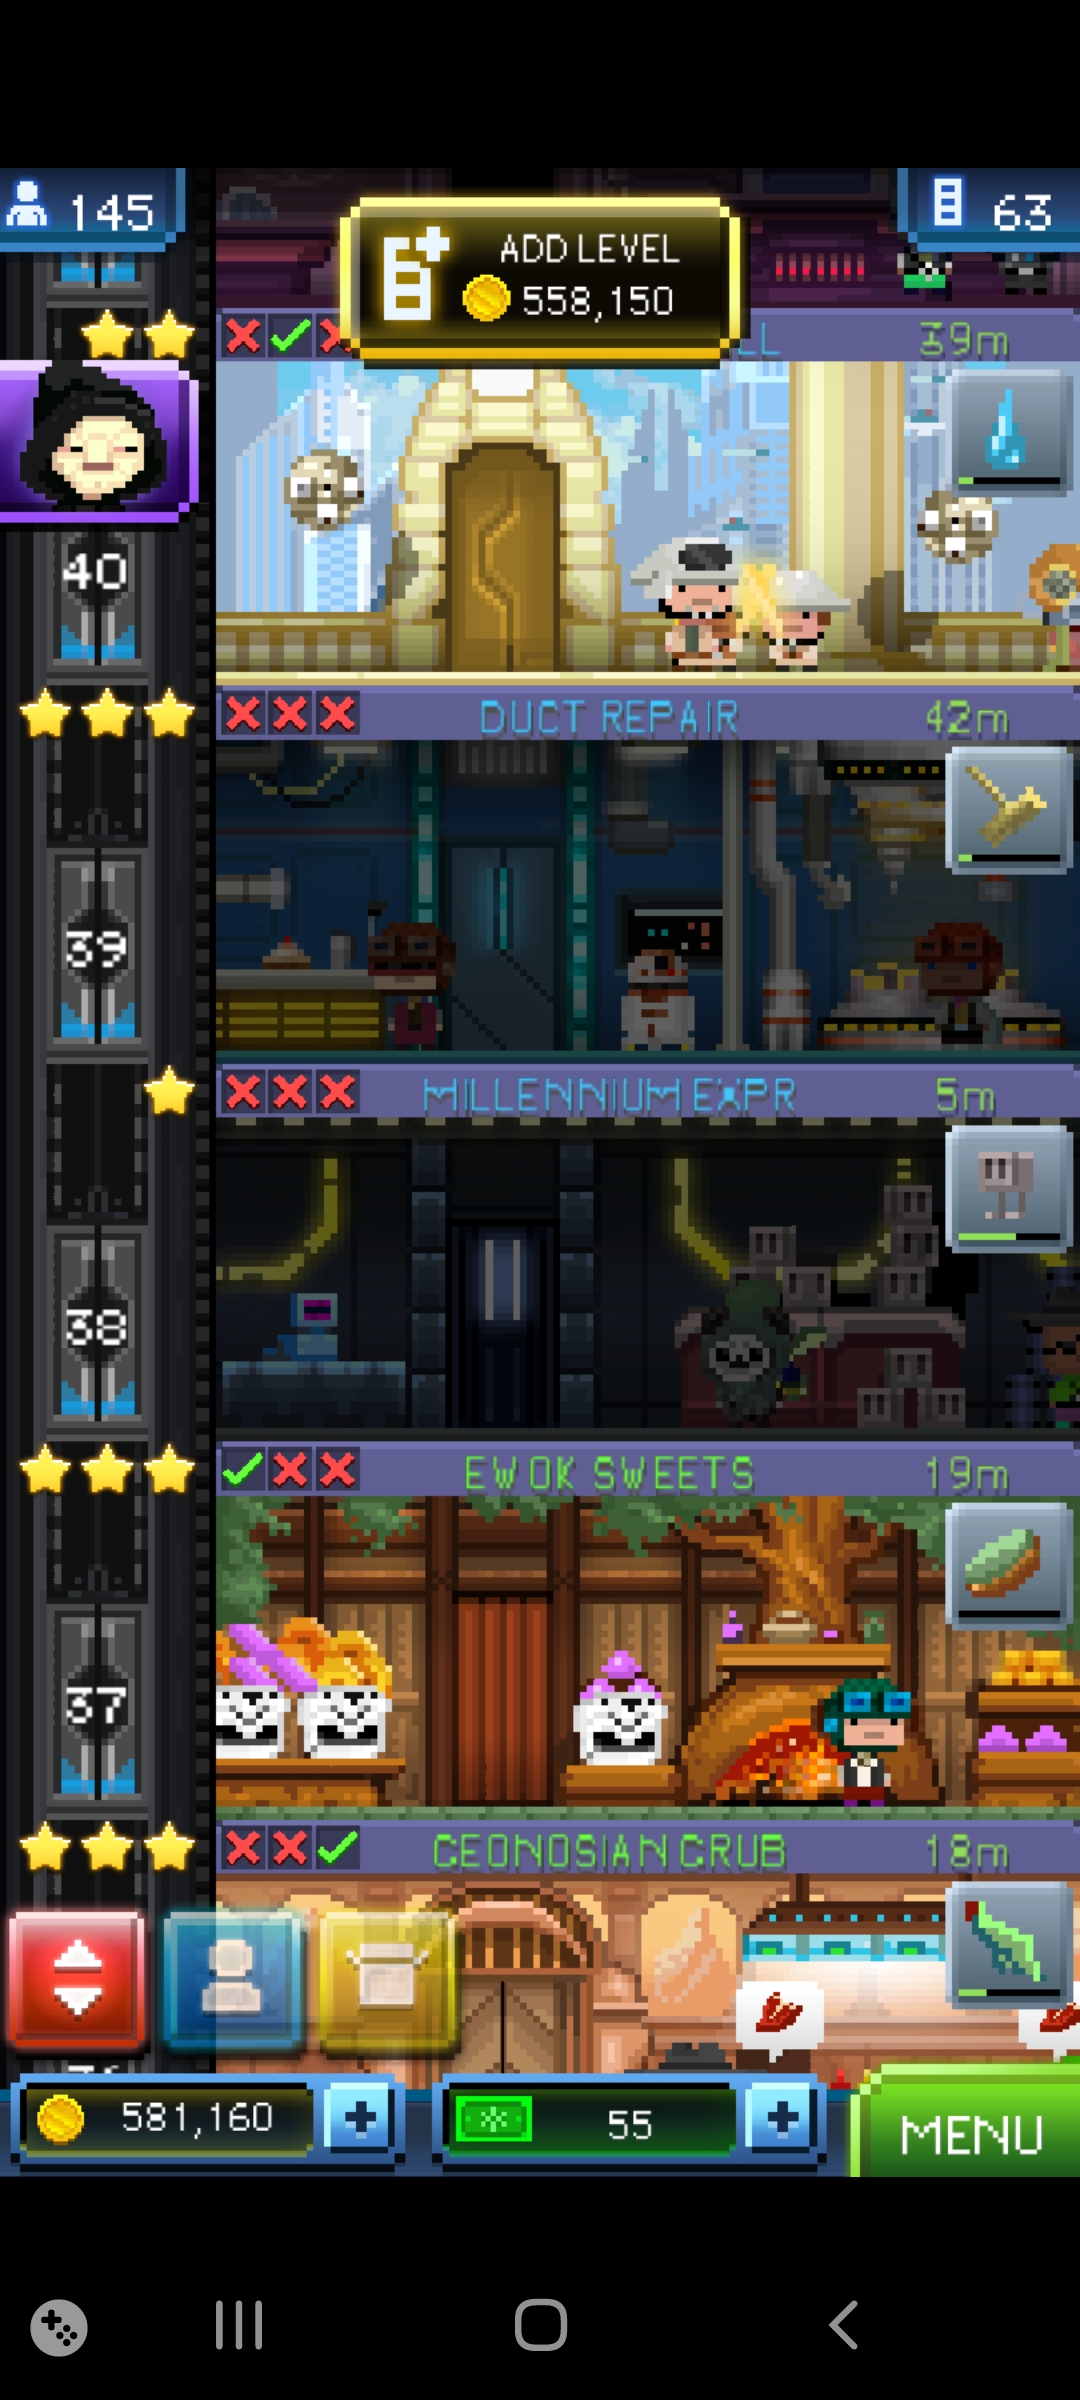 145
63
ADD LEVEL
558,150
LL 39m
40
DUCT REPAIR 42m
39
MILLENNIUM EXPR 5m
38
EWOK SWEETS 19m
37
GEONOSIAN GRUB 18m
581,160
55
MENU